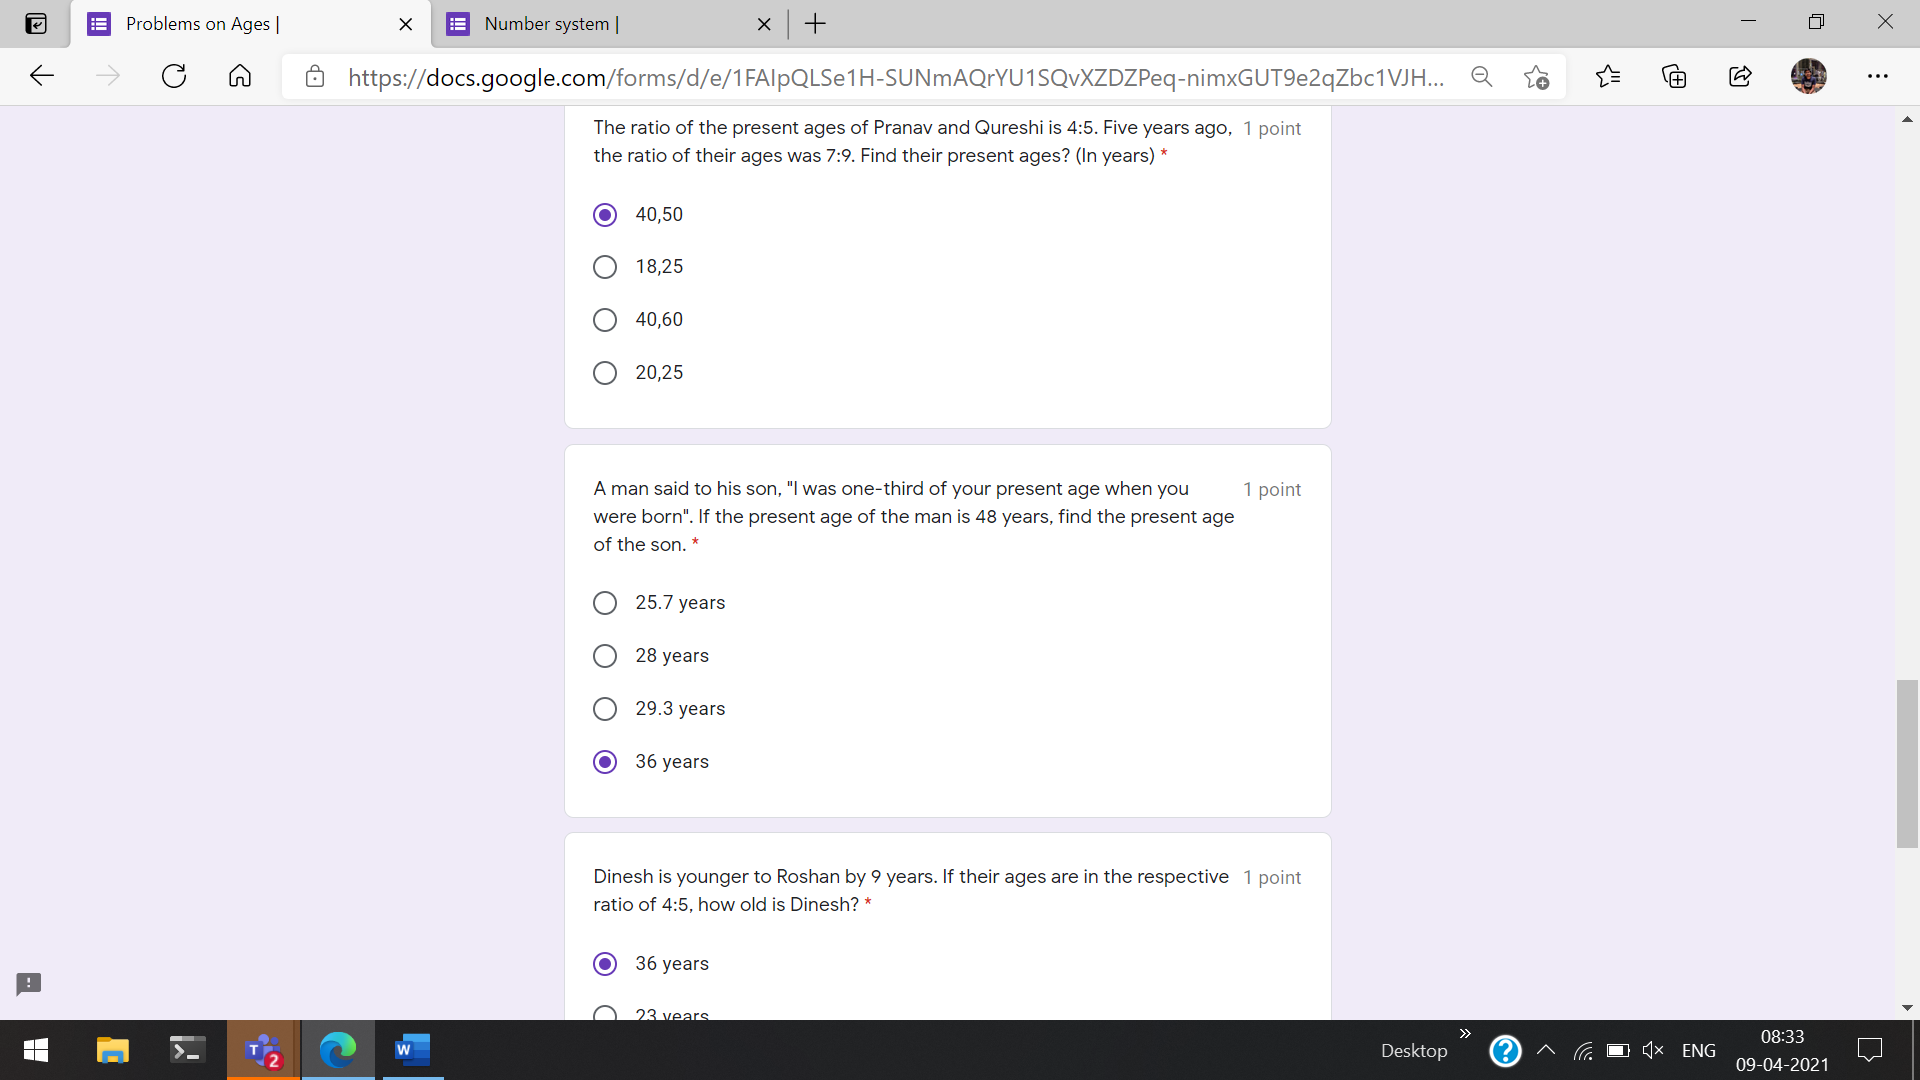 Problems on Ages |
Number system |
https://docs.google.com/forms/d/e/1FAIpQLSe1H-SUNmAQrYU1SQvXZDZPeq-nimxGUT9e2qZbc1VJH...
The ratio of the present ages of Pranav and Qureshi is 4:5. Five years ago, 1 point
the ratio of their ages was 7:9. Find their present ages? (In years) *
40,50
18,25
40,60
20,25
A man said to his son, "I was one-third of your present age when you 1 point
were born". If the present age of the man is 48 years, find the present age
of the son. *
25.7 years
28 years
29.3 years
36 years
Dinesh is younger to Roshan by 9 years. If their ages are in the respective 1 point
ratio of 4:5, how old is Dinesh? *
36 years
23 years
T 2
W
Desktop
ENG
08:33
09-04-2021